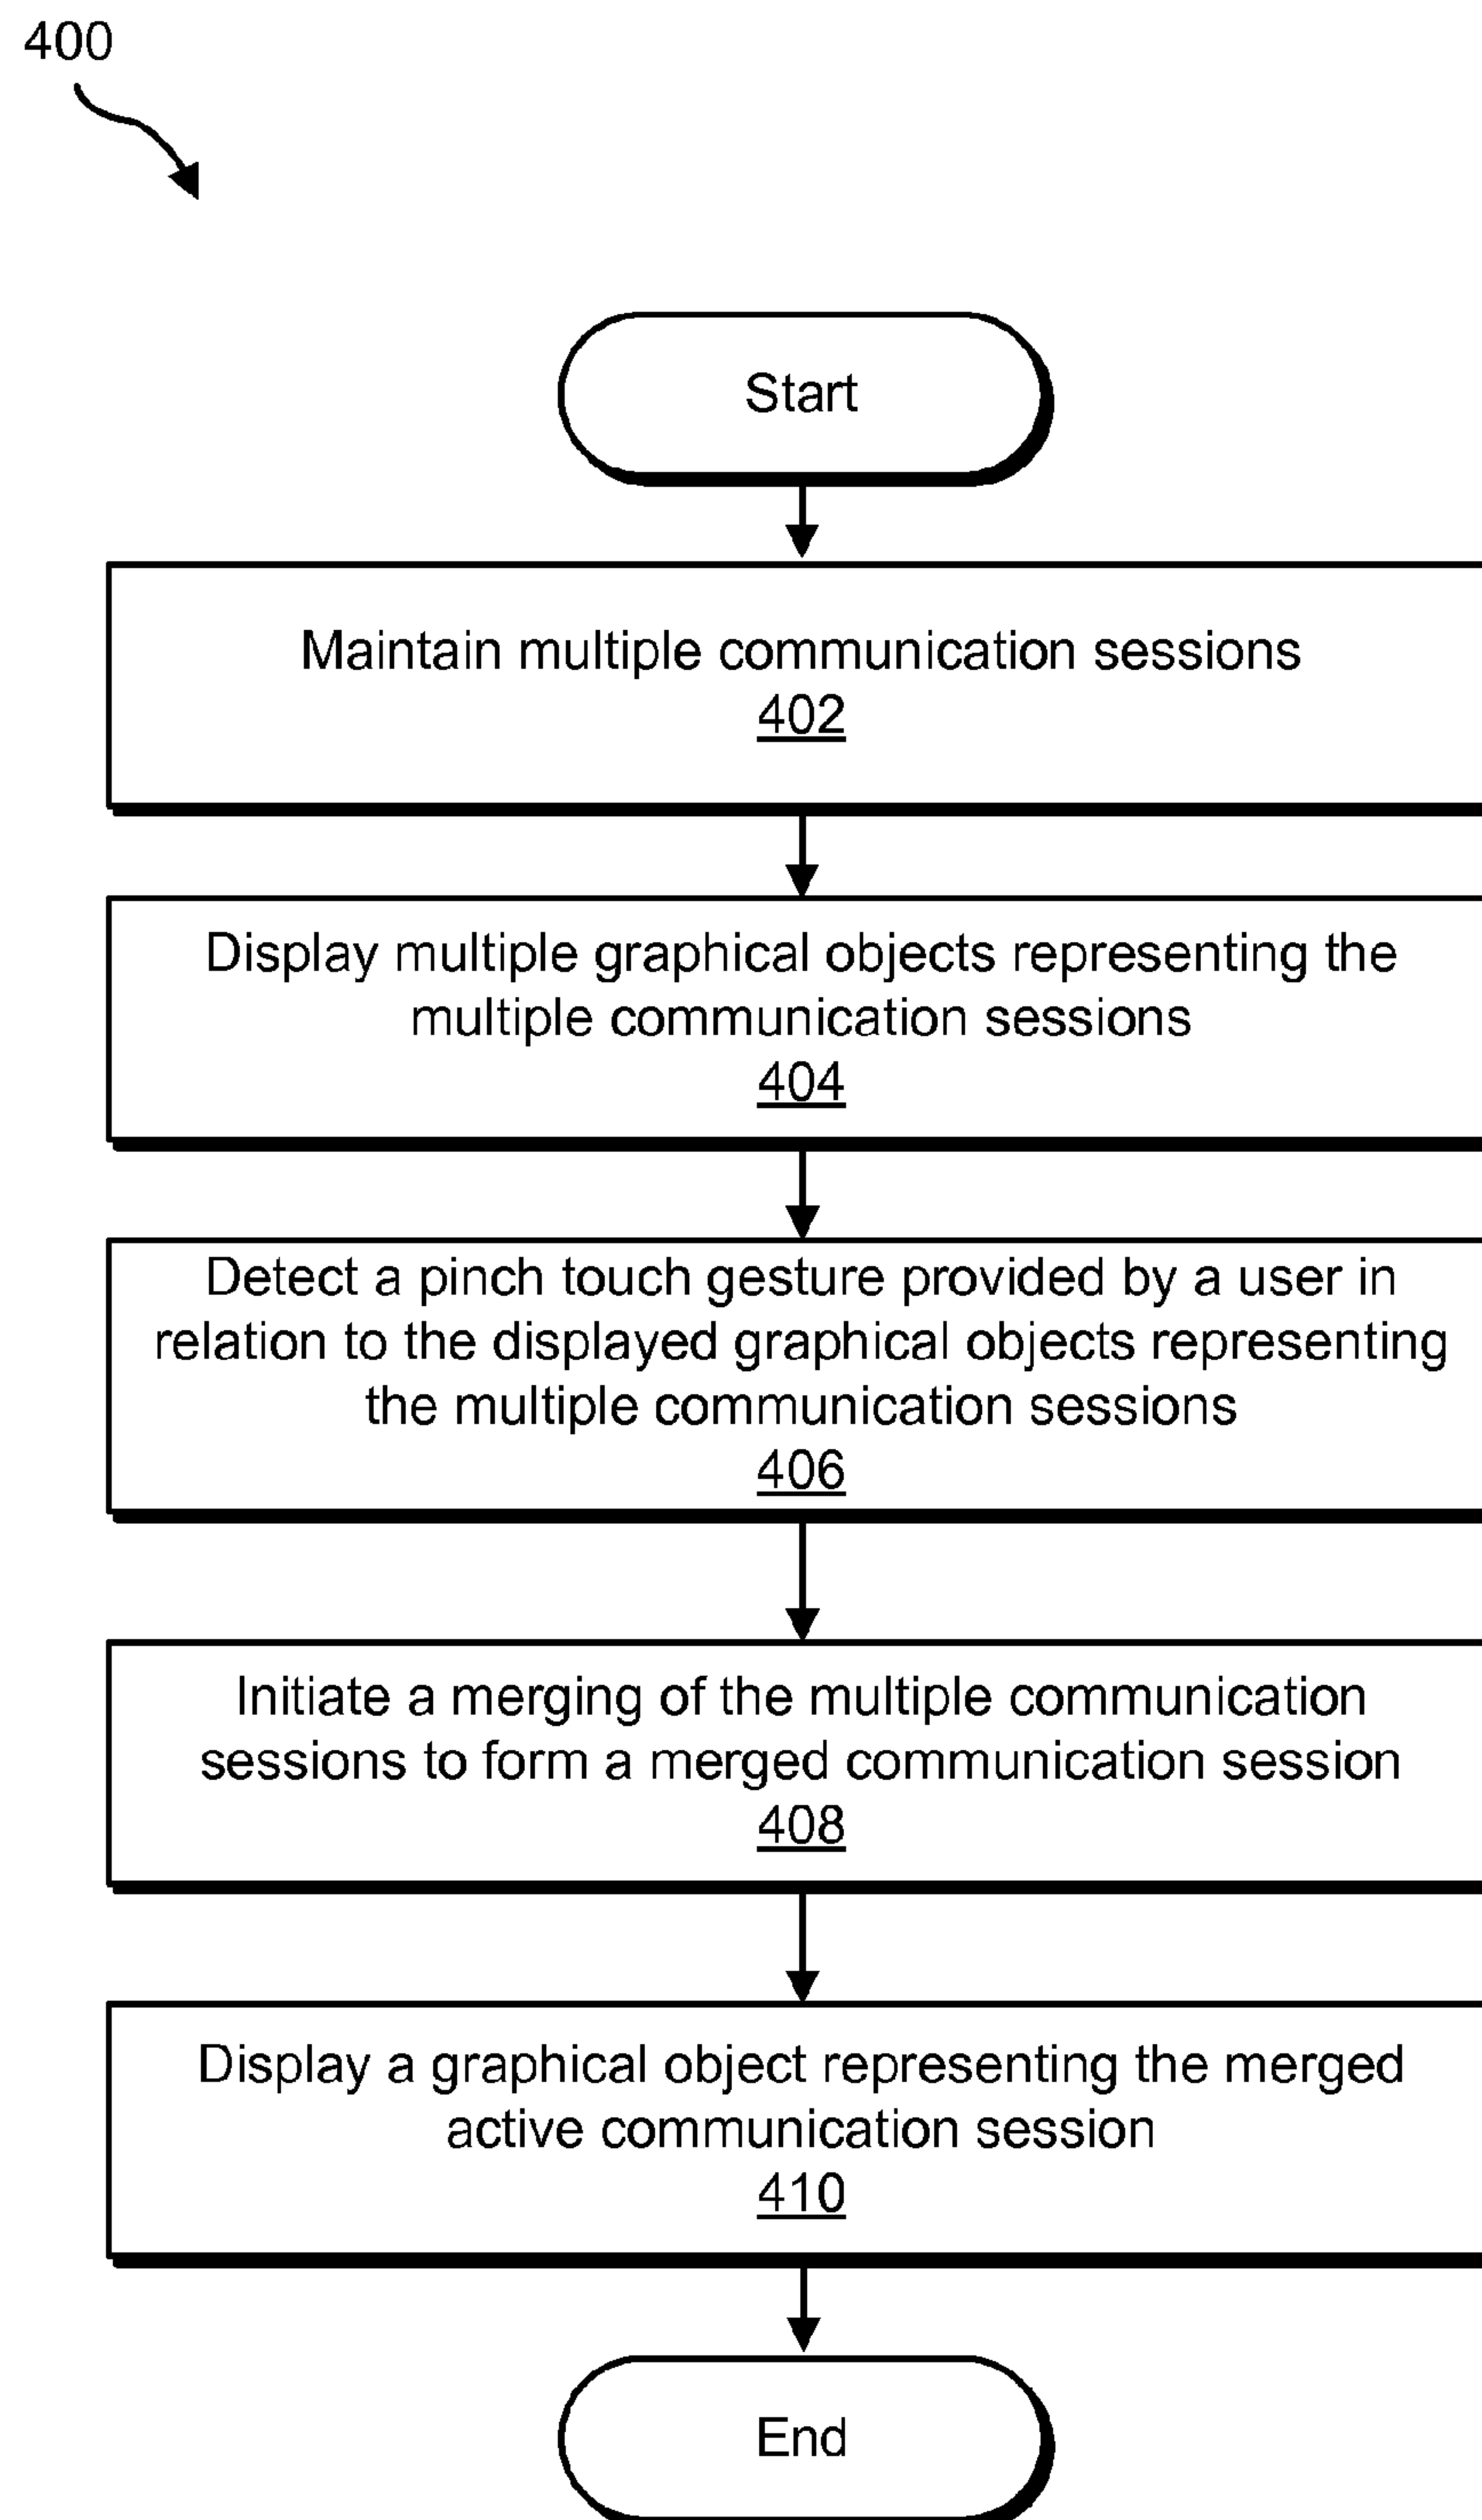 400
Start
Maintain multiple communication sessions
402
Display multiple graphical objects representing the
multiple communication sessions
404
Detect a pinch touch gesture provided by a user in
relation to the displayed graphical objects representing
the multiple communication sessions
406
Initiate a merging of the multiple communication
sessions to form a merged communication session
408
Display a graphical object representing the merged
active communication session
410
End